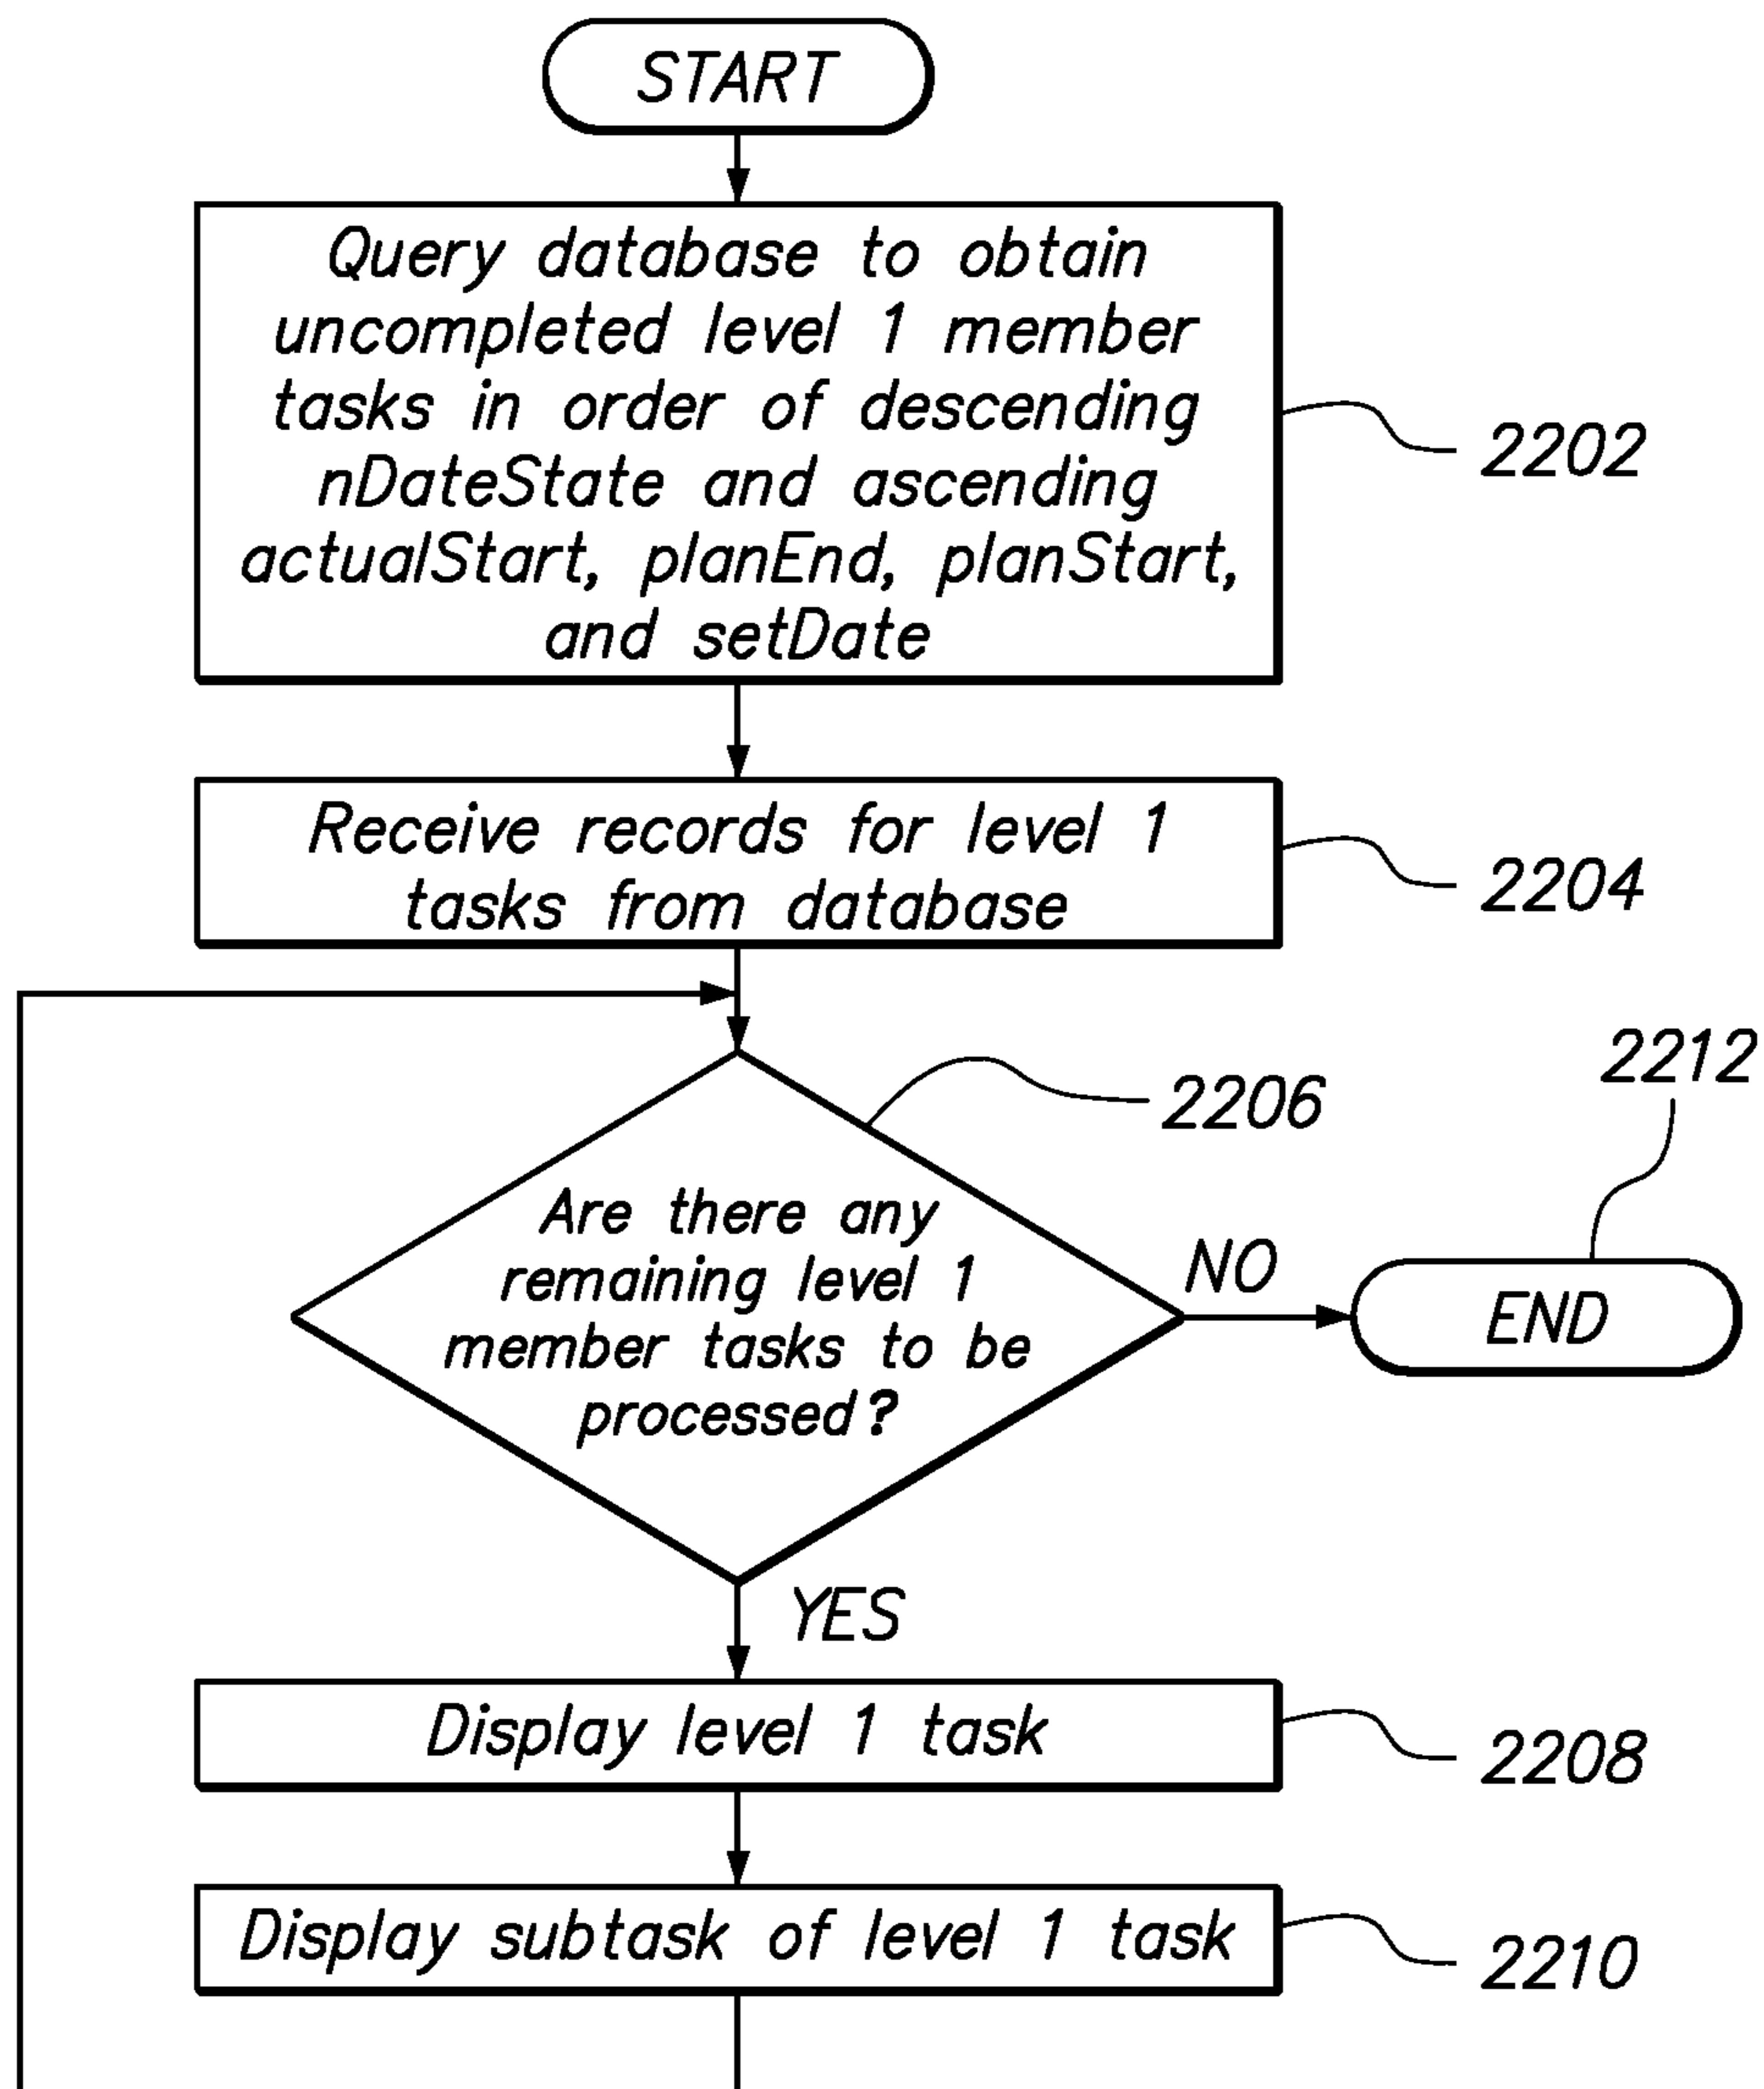 START
Query database to obtain
uncompleted level 1 member
tasks in order of descending
nDateState and ascending
actualStart, planEnd, planStart,
and setDate
2202
Receive records for level 1
tasks from database
2204
2206
2212
Are there any
remaining level 1
member tasks to be
processed?
NO
END
YES
Display level 1 task
2208
Display subtask of level 1 task
2210